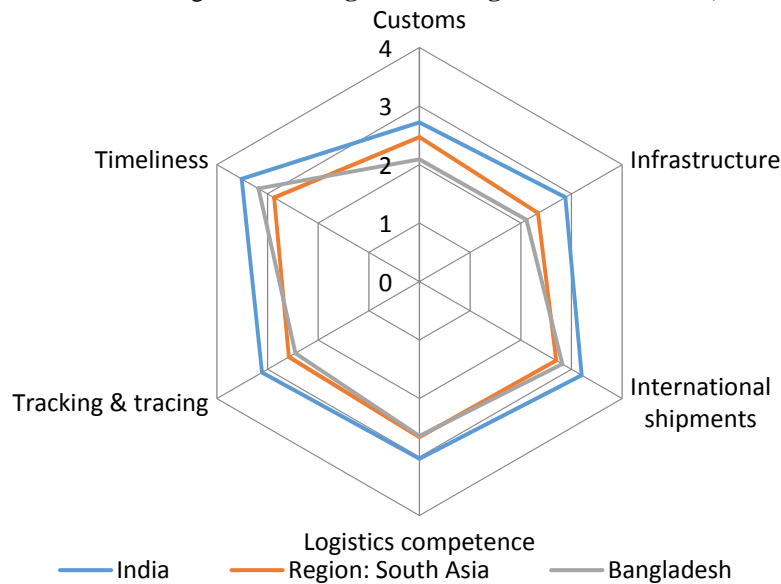 Customs
4
3
2
1
0
Timeliness
Infrastructure
Tracking & tracing
International
shipments
Logistics competence
India
Region: South Asia
Bangladesh